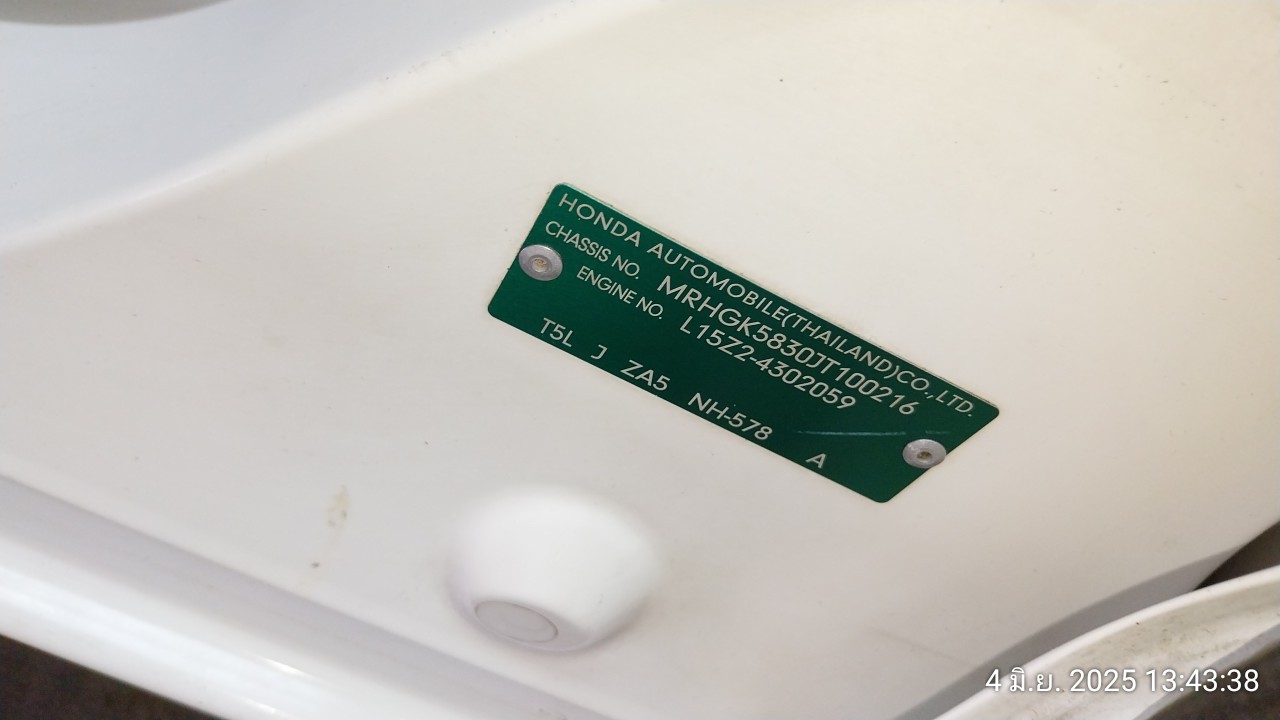 HONDA AUTOMOBILE(THAILAND)CO.,LTD.
CHASSIS NO. MRHGK5830JT100216
ENGINE NO. L15Z2-4302059
T5L J ZA5 NH-578 A
4 มิ.ย. 2025 13:43:38